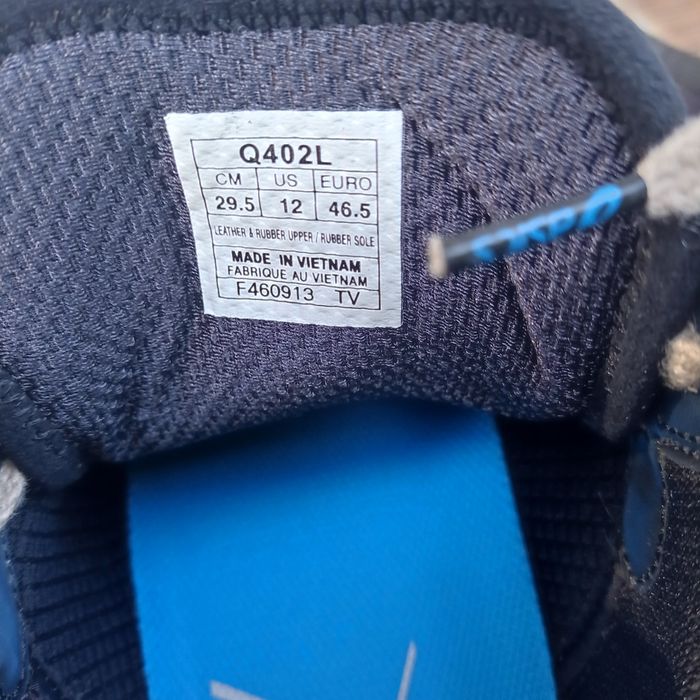 Q402L
CM US EURO
29.5 12 46.5
LEATHER & RUBBER UPPER / RUBBER SOLE
MADE IN VIETNAM
FABRIQUE AU VIETNAM
F460913 TV